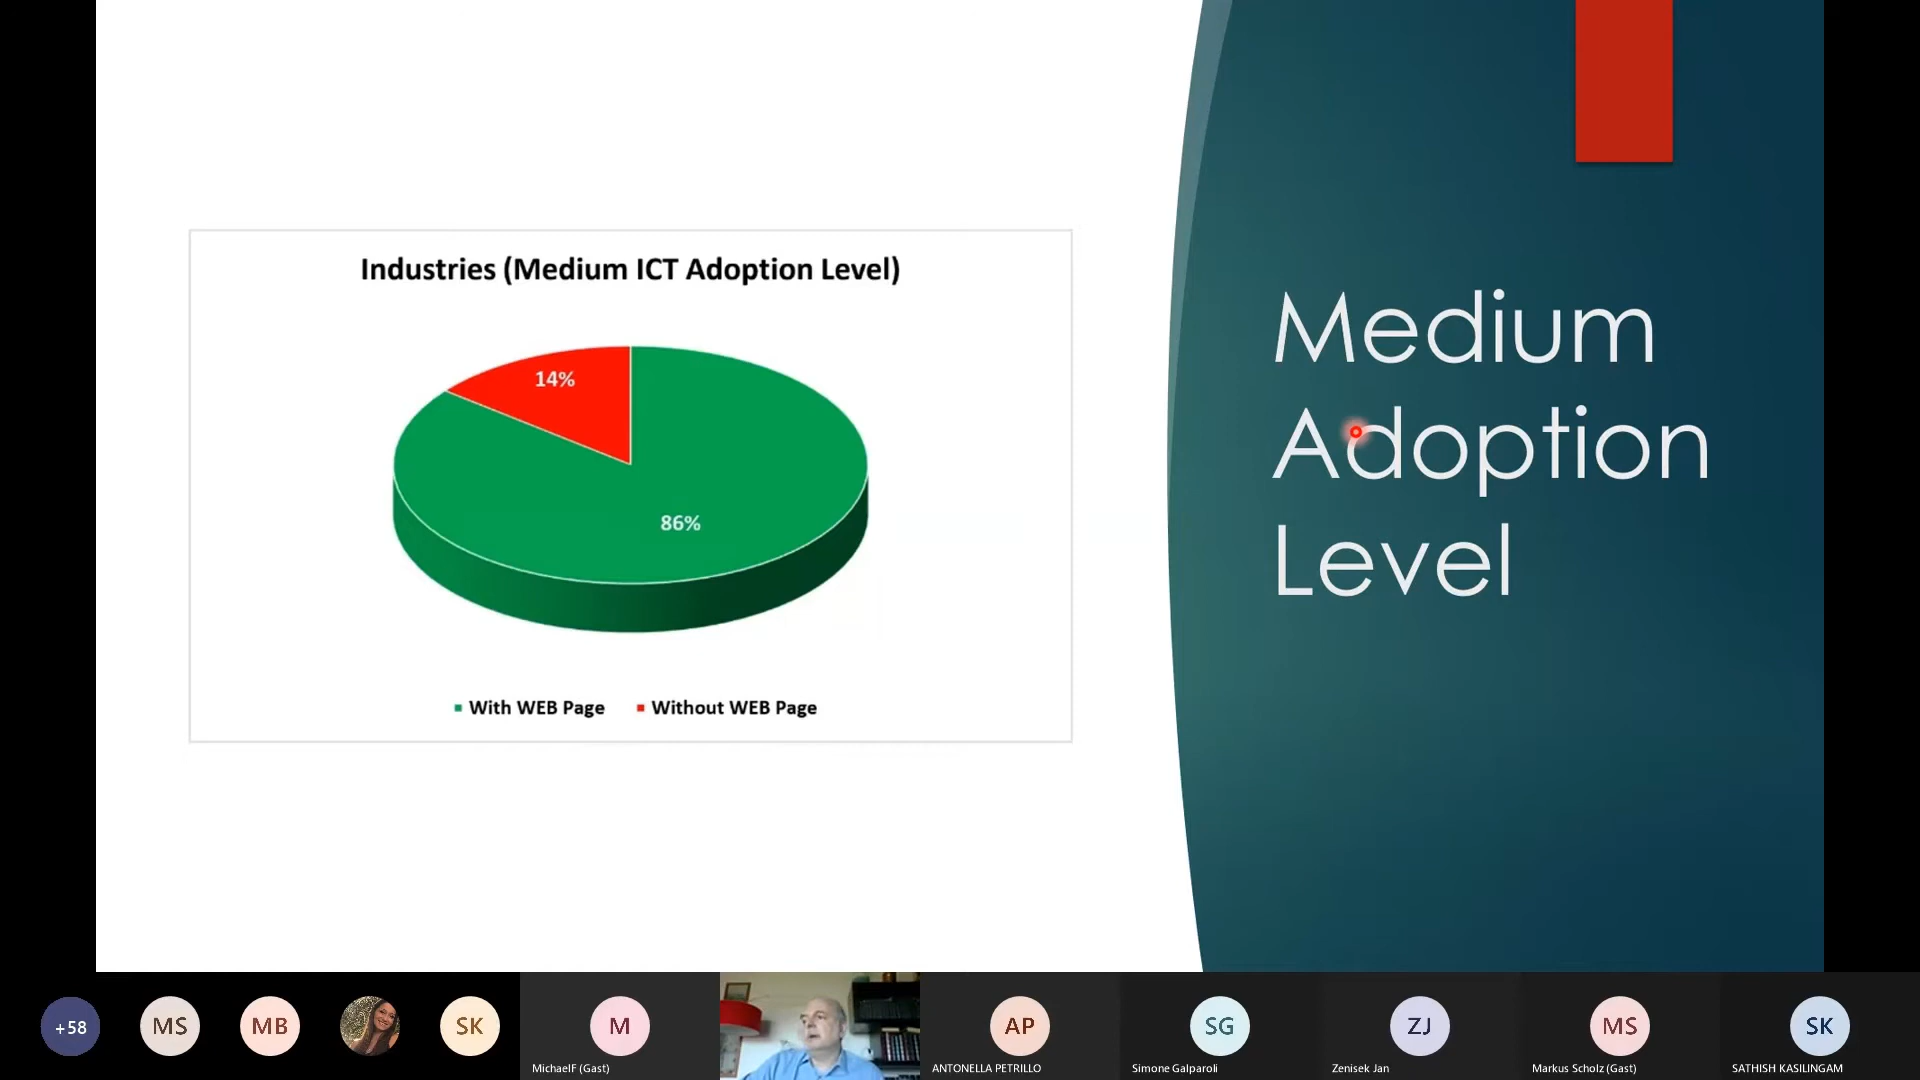 Industries (Medium ICT Adoption Level)
14%
86%
With WEB Page
Without WEB Page
Medium
Adoption
Level
+58
MS
MB
SK
M
AP
SG
ZJ
MS
SK
MichaelF (Gast)
ANTONELLA PETRILLO
Simone Galparoli
Zenisek Jan
Markus Scholz (Gast)
SATHISH KASILINGAM